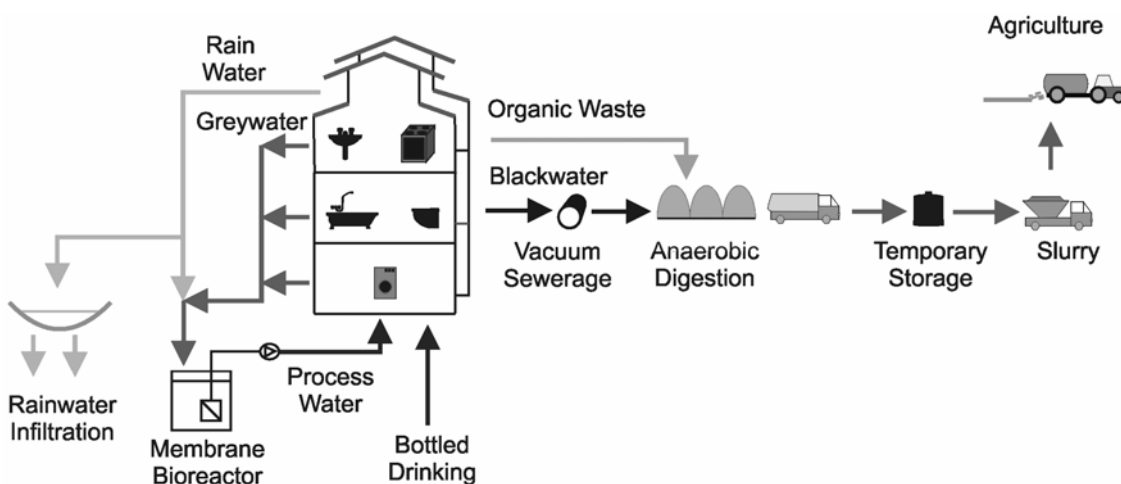 Agriculture
Rain
Water
Greywater
Organic Waste
Blackwater
Vacuum
Sewerage
Anaerobic
Digestion
Temporary
Storage
Slurry
Process
Water
Rainwater
Infiltration
Membrane
Bioreactor
Bottled
Drinking